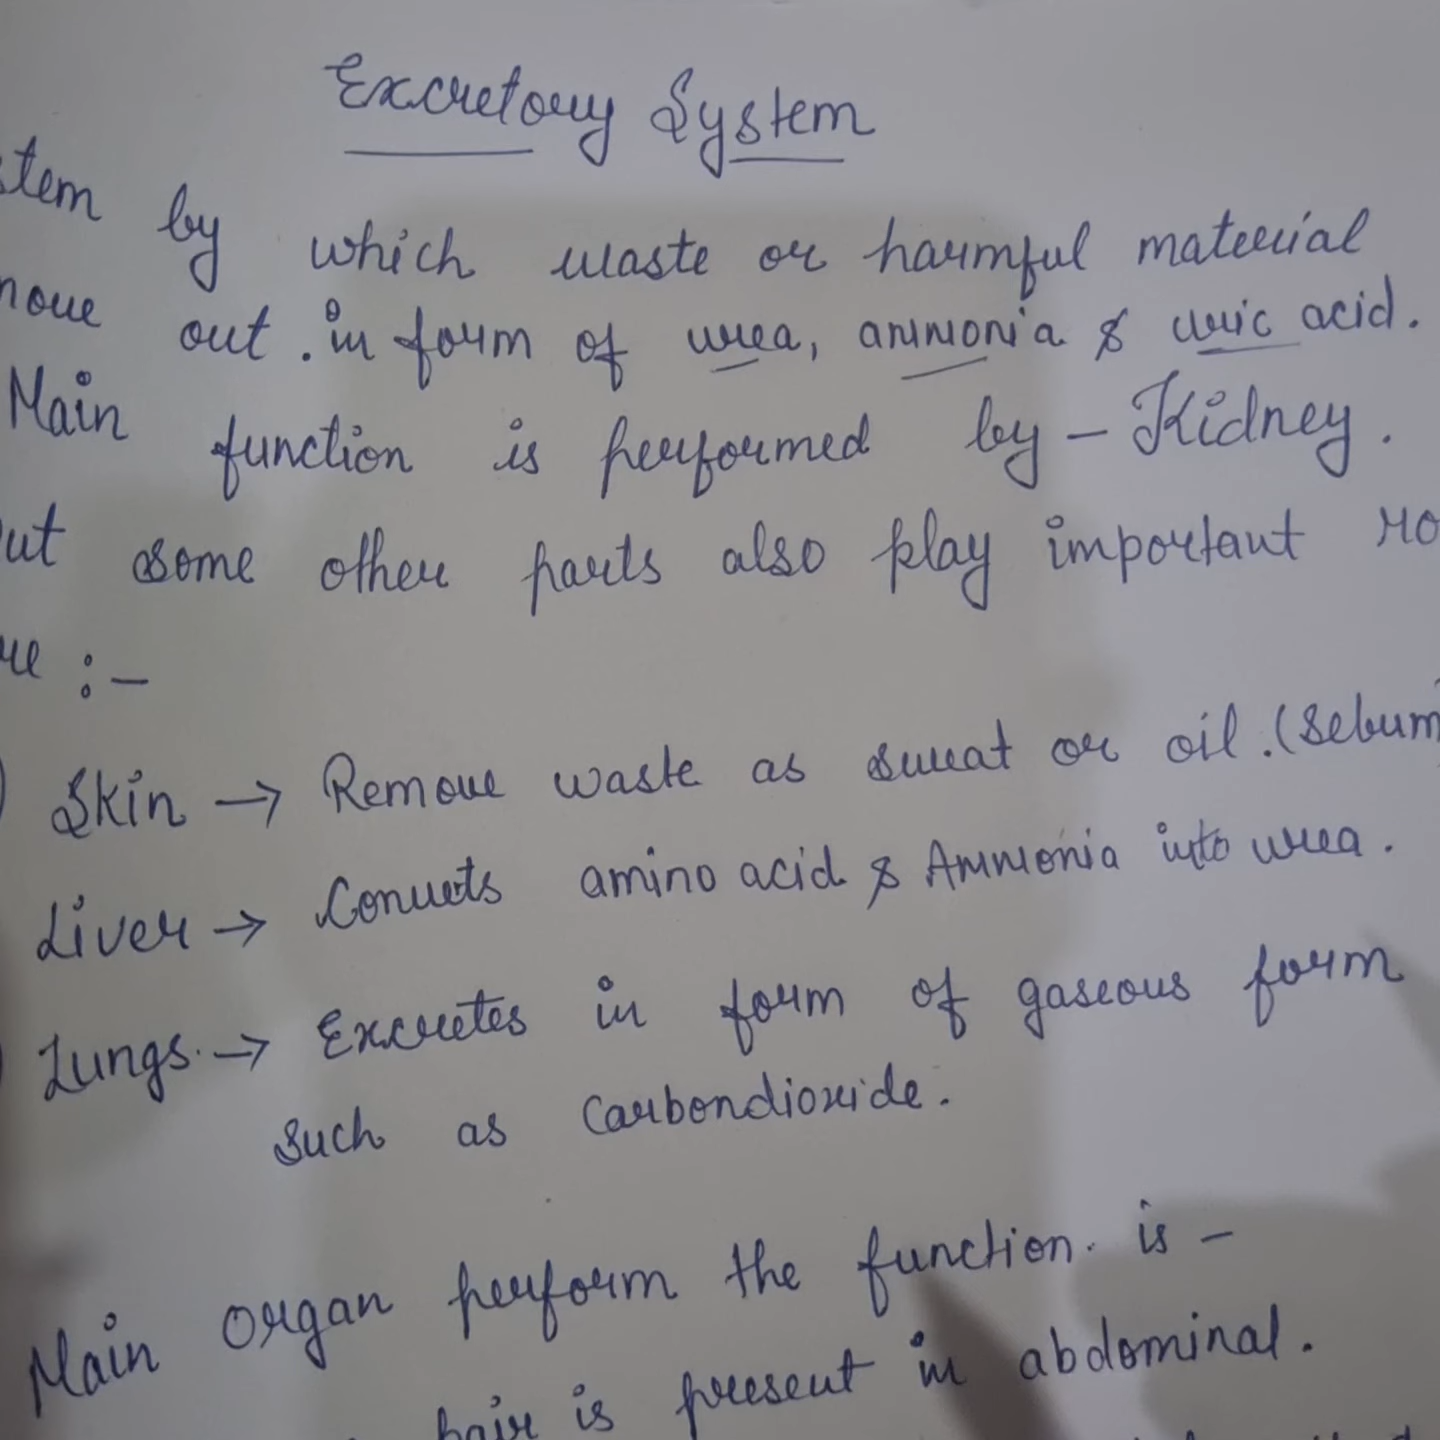 Excretory System
stem by which waste or harmful material
move out. in form of urea, ammonia & uric acid.
Main function is performed by - Kidney.
ut some other parts also play important ro
re :-
Skin → Remove waste as sweat or oil. (Sebum)
Liver → Converts amino acid & Ammonia into urea.
Lungs. → Excretes in form of gaseous form
such as Carbondioxide.
Main organ perform the function. is -
pair is present in abdominal.